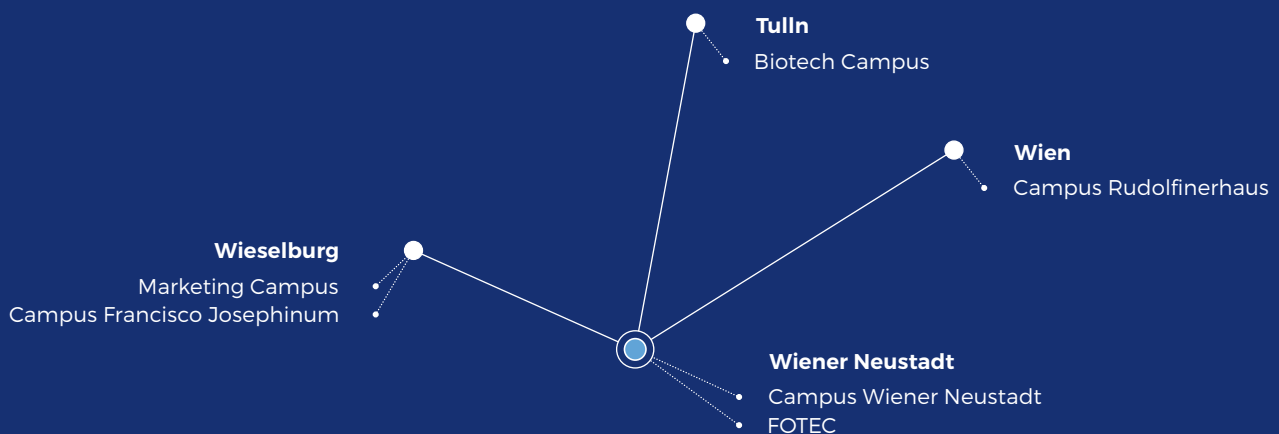 Tulln
Biotech Campus
Wien
Campus Rudolfinerhaus
Wieselburg
Marketing Campus
Campus Francisco Josephinum
Wiener Neustadt
Campus Wiener Neustadt
FOTEC